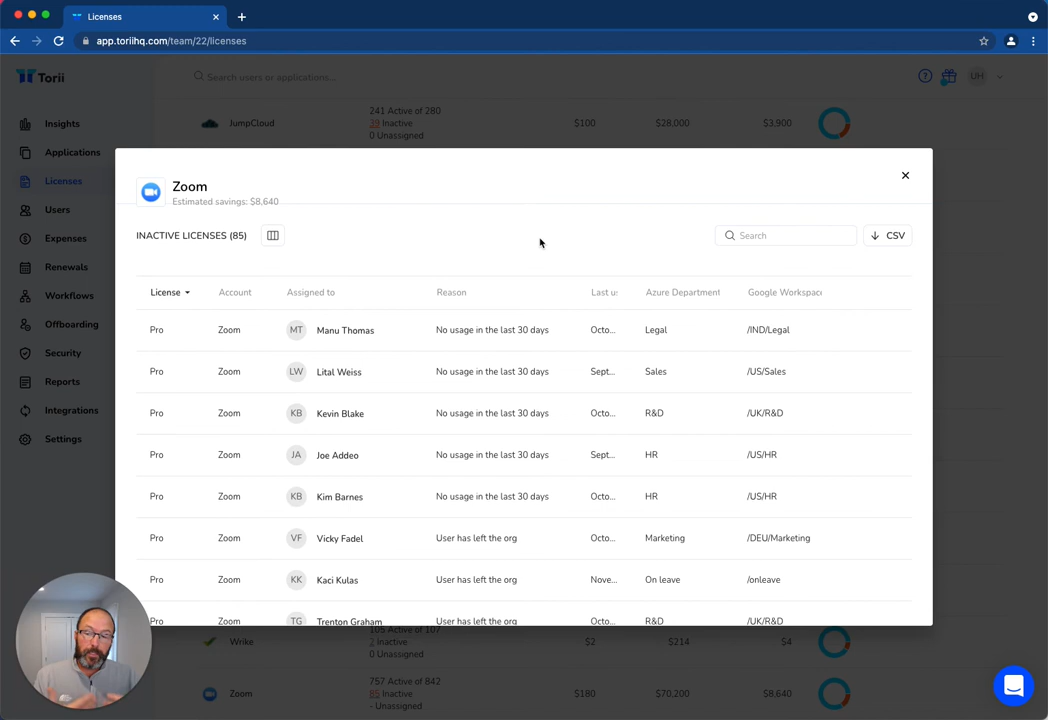 Licenses
app.toriihq.com/team/22/licenses
Torii
Search users or applications...
UH
Insights
Applications
Licenses
Users
Expenses
Renewals
Workflows
Offboarding
Security
Reports
Integrations
Settings
241 Active of 280
JumpCloud
39 Inactive
$100
$28,000
$3,900
0 Unassigned
Zoom
Estimated savings: $8,640
INACTIVE LICENSES (85)
Search
CSV
License Account Assigned to Reason Last us Azure Department Google Workspace
Pro Zoom MT Manu Thomas No usage in the last 30 days Octo... Legal /IND/Legal
Pro Zoom LW Lital Weiss No usage in the last 30 days Sept... Sales /US/Sales
Pro Zoom KB Kevin Blake No usage in the last 30 days Octo... R&D /UK/R&D
Pro Zoom JA Joe Addeo No usage in the last 30 days Sept... HR /US/HR
Pro Zoom KB Kim Barnes No usage in the last 30 days Octo... HR /US/HR
Pro Zoom VF Vicky Fadel User has left the org Octo... Marketing /DEU/Marketing
Pro Zoom KK Kaci Kulas User has left the org Nove... On leave /onleave
Pro Zoom TG Trenton Graham User has left the org Octo... R&D /UK/R&D
105 Active of 107
Wrike
2 Inactive
$2
$214
$4
0 Unassigned
757 Active of 842
Zoom
85 Inactive
$180
$70,200
$8,640
- Unassigned